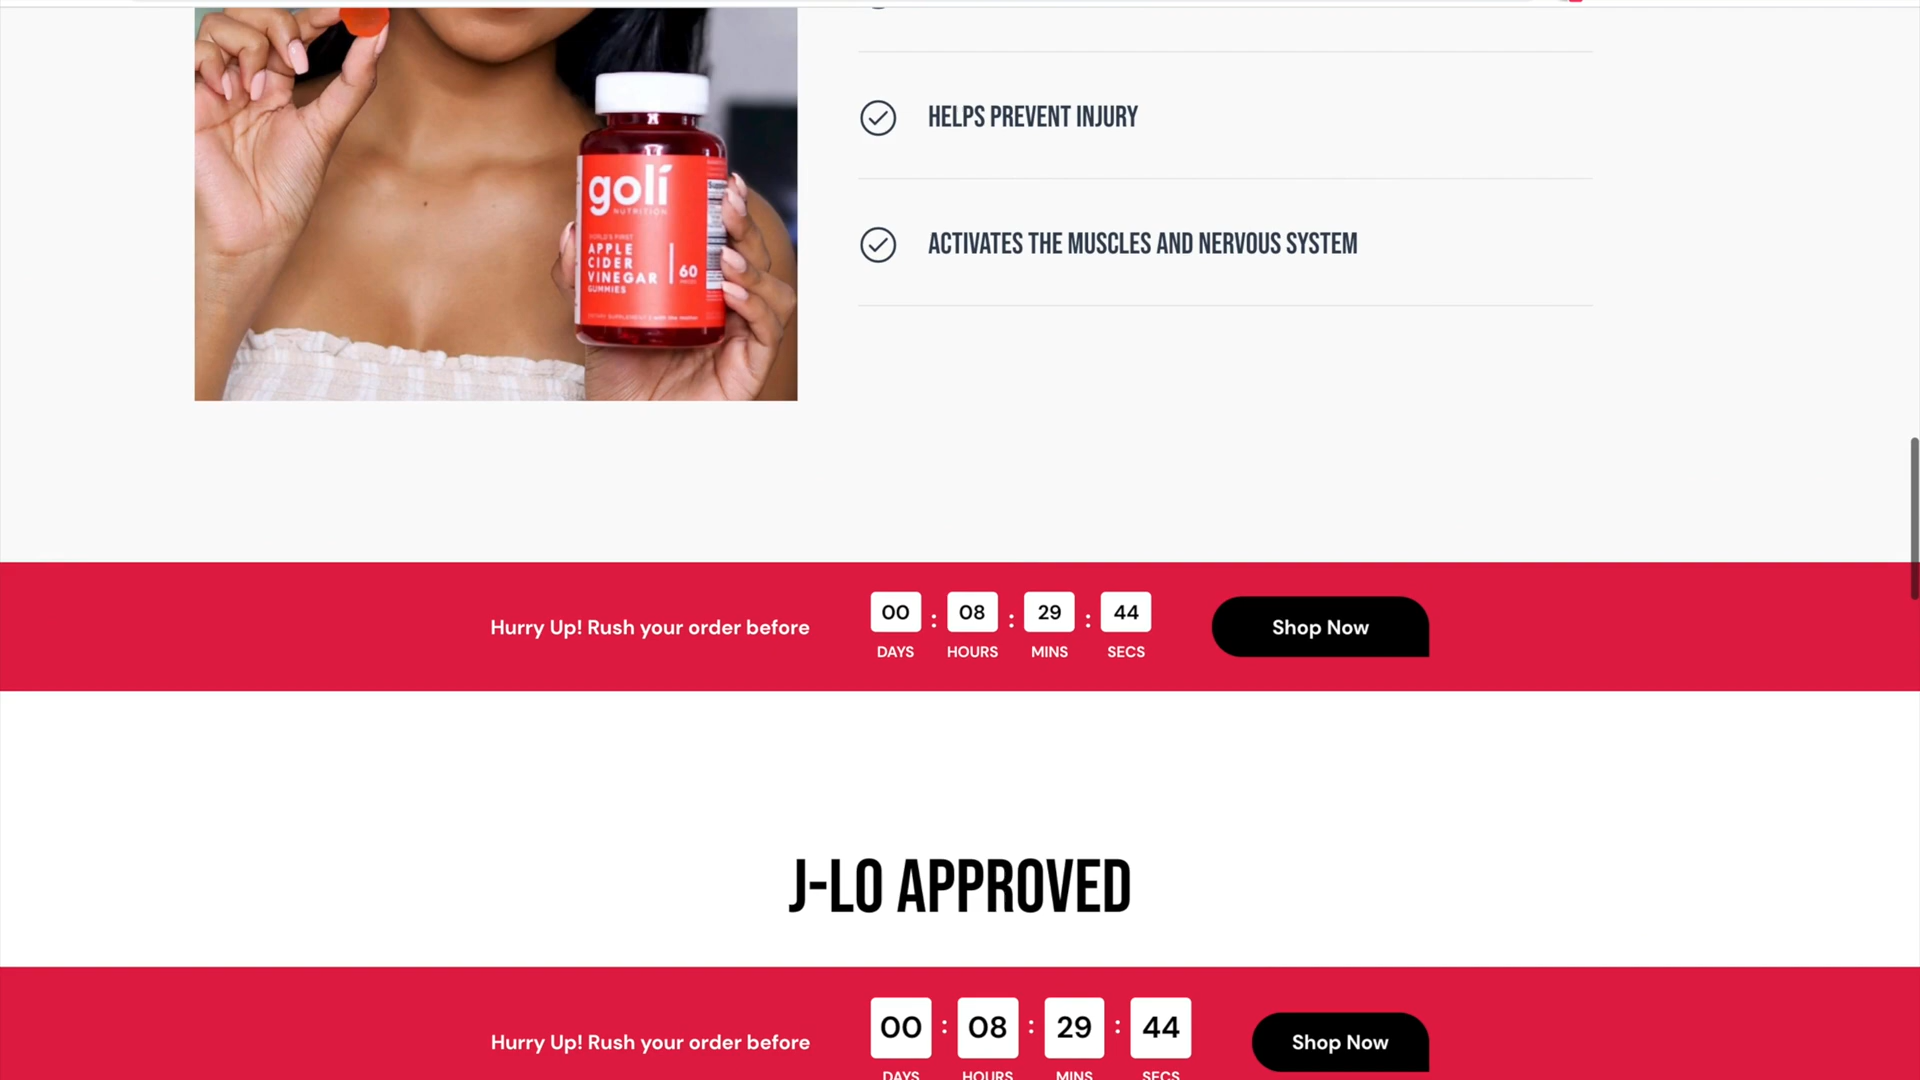 HELPS PREVENT INJURY
ACTIVATES THE MUSCLES AND NERVOUS SYSTEM
goli
NUTRITION
WORLD'S FIRST
APPLE
CIDER
VINEGAR
GUMMIES
60
Hurry Up! Rush your order before
00 : 08 : 29 : 44
DAYS HOURS MINS SECS
Shop Now
J-LO APPROVED
Hurry Up! Rush your order before
00 : 08 : 29 : 44
DAYS HOURS MINS SECS
Shop Now